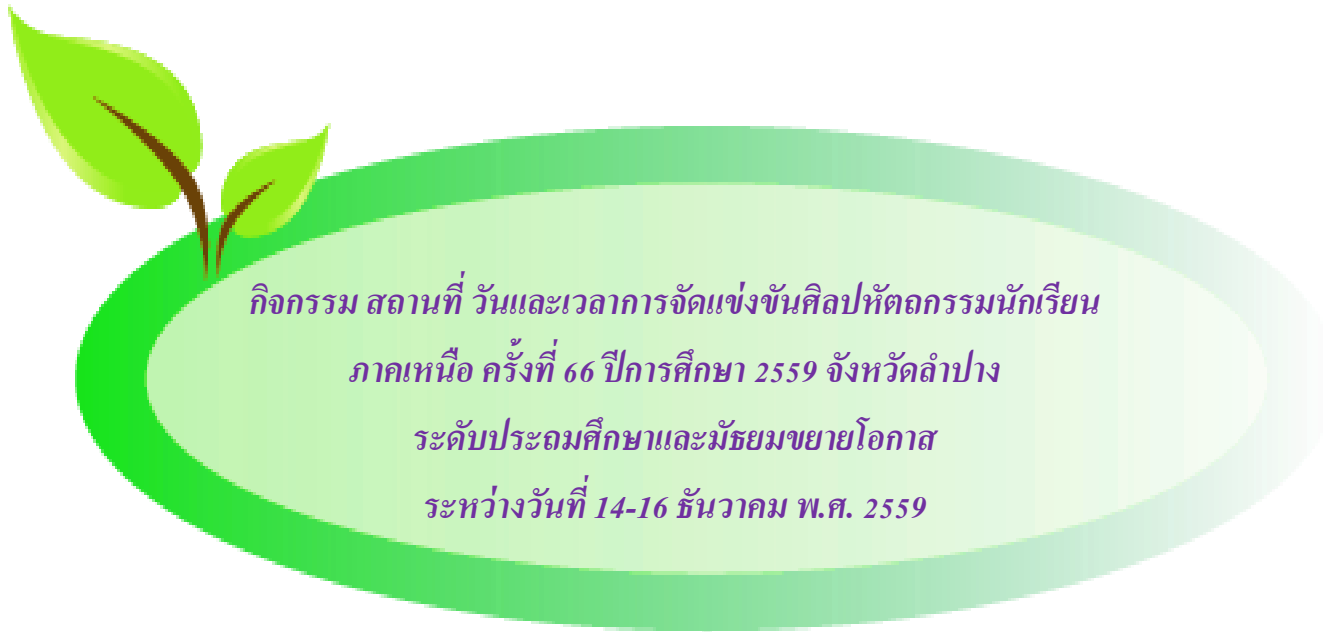 กิจกรรม สถานที่ วันและเวลาการจัดแข่งขันศิลปหัตถกรรมนักเรียน
ภาคเหนือ ครั้งที่ 66 ปีการศึกษา 2559 จังหวัดลำปาง
ระดับประถมศึกษาและมัธยมขยายโอกาส
ระหว่างวันที่ 14-16 ธันวาคม พ.ศ. 2559